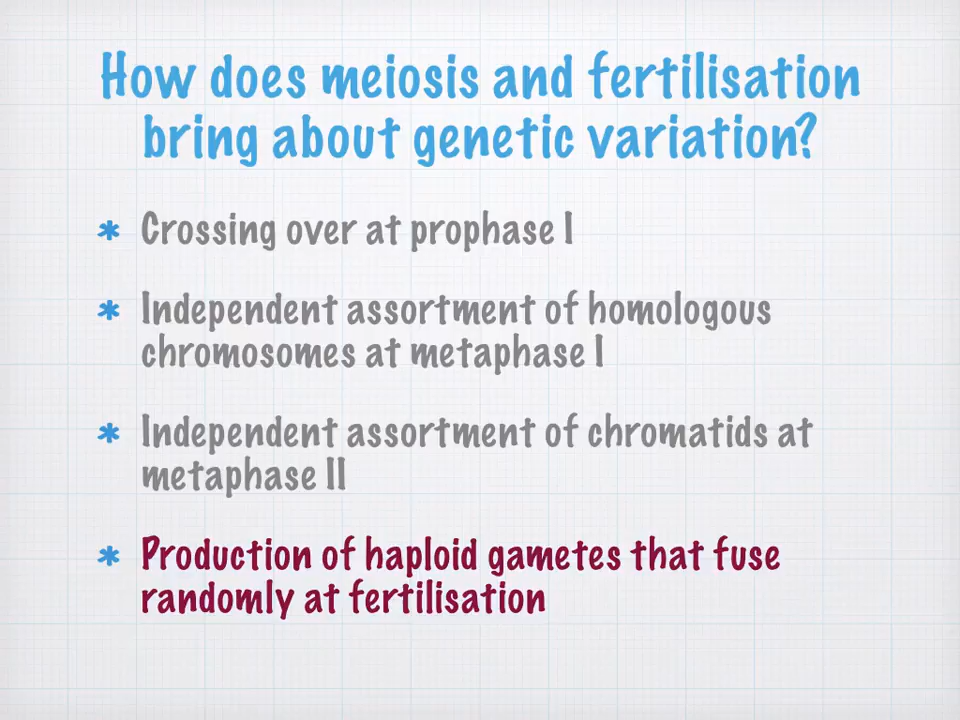 How does meiosis and fertilisation
bring about genetic variation?
* Crossing over at prophase I
* Independent assortment of homologous
chromosomes at metaphase I
* Independent assortment of chromatids at
metaphase II
* Production of haploid gametes that fuse
randomly at fertilisation